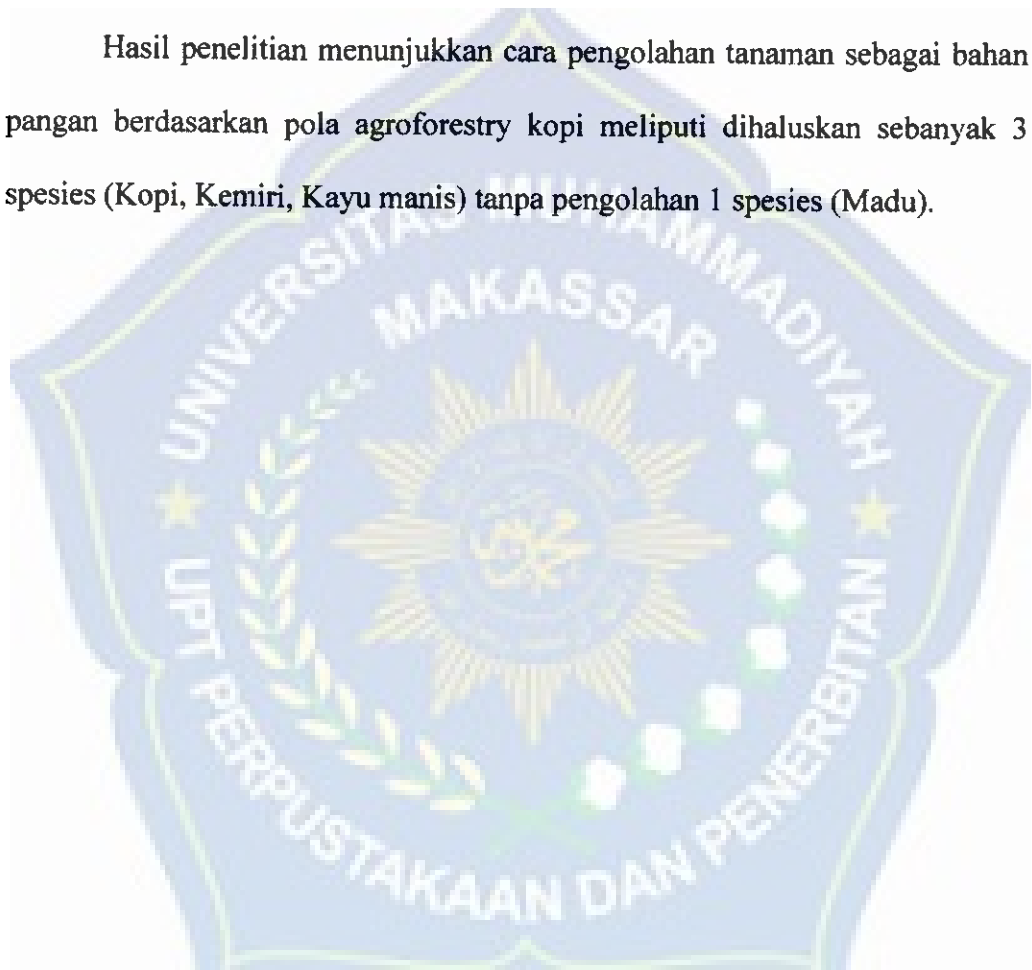 Hasil penelitian menunjukkan cara pengolahan tanaman sebagai bahan
pangan berdasarkan pola agroforestry kopi meliputi dihaluskan sebanyak 3
spesies (Kopi, Kemiri, Kayu manis) tanpa pengolahan 1 spesies (Madu).
UNIVERSITAS MUHAMMADIYAH
MAKASSAR
UPT PERPUSTAKAAN DAN PENERBITAN